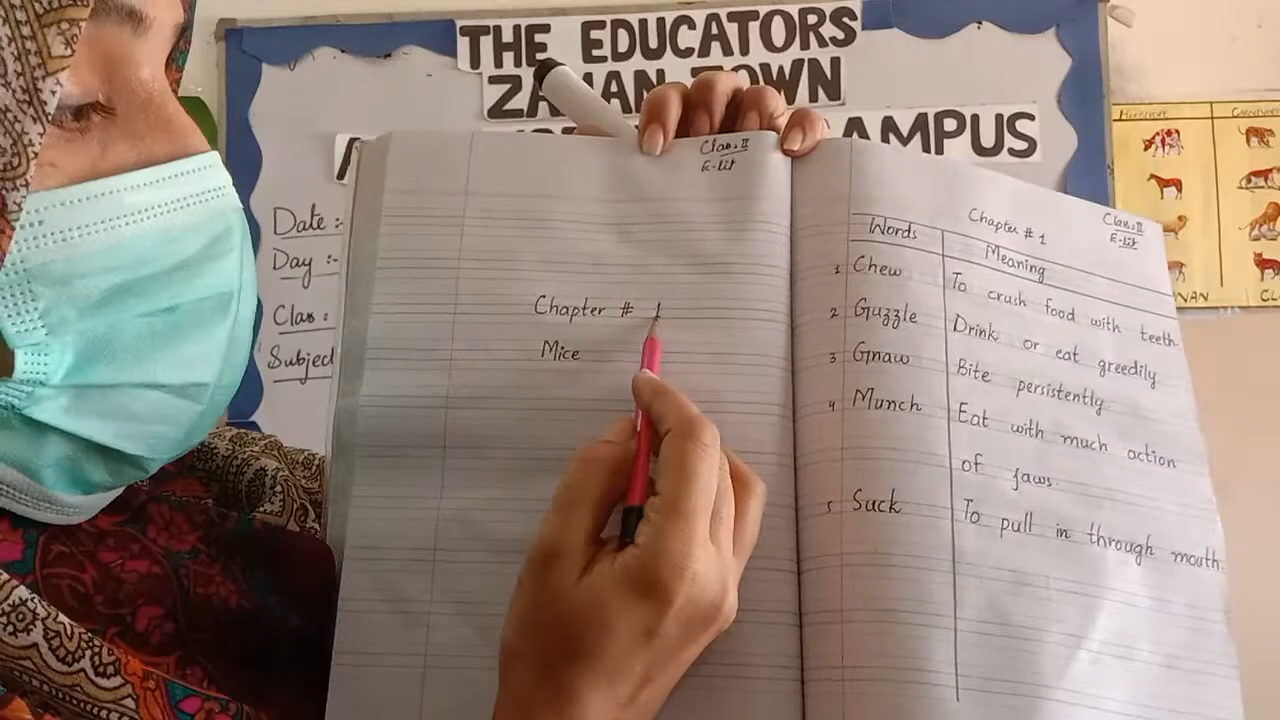 THE EDUCATORS
ZAMAN TOWN
AMPUS
Date :-
Day :-
Class :
Subject
Class: II
E-lit
Chapter # 1
Mice
Class: II
E-lit
Chapter # 1
Words Meaning
1 Chew To crush food with teeth.
2 Guzzle Drink or eat greedily
3 Gnaw Bite persistently
4 Munch Eat with much action
of jaws.
5 Suck To pull in through mouth.